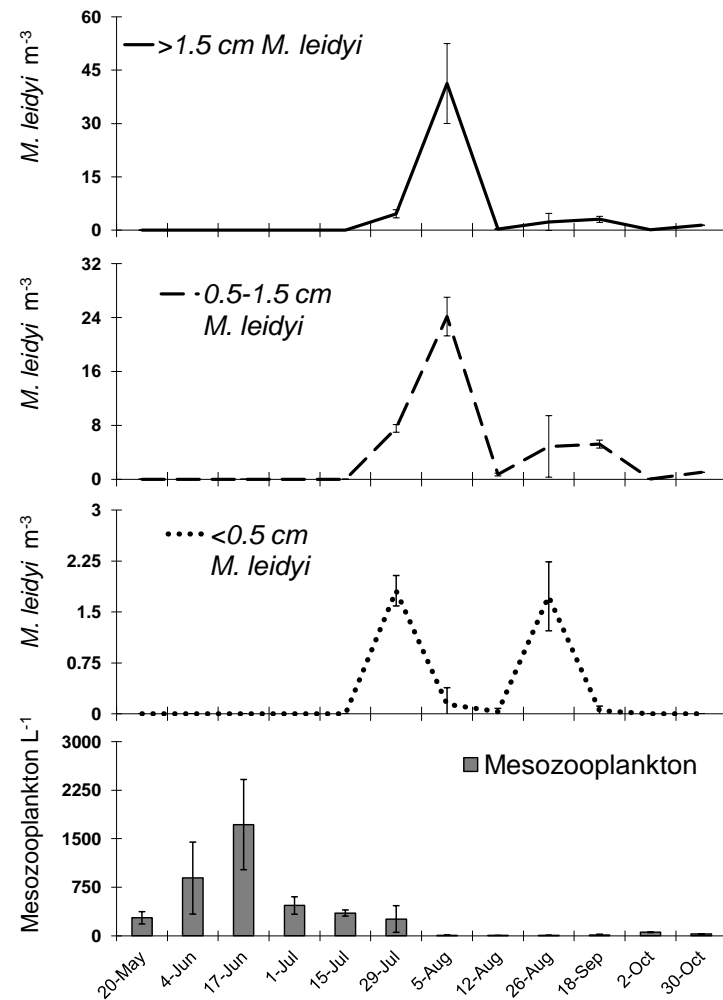 60
45
30
15
0
M. leidyi m-3
>1.5 cm M. leidyi
32
24
16
8
0
M. leidyi m-3
0.5-1.5 cm
M. leidyi
3
2.25
1.5
0.75
0
M. leidyi m-3
<0.5 cm
M. leidyi
3000
2250
1500
750
0
Mesozooplankton L-1
Mesozooplankton
20-May
4-Jun
17-Jun
1-Jul
15-Jul
29-Jul
5-Aug
12-Aug
26-Aug
18-Sep
2-Oct
30-Oct